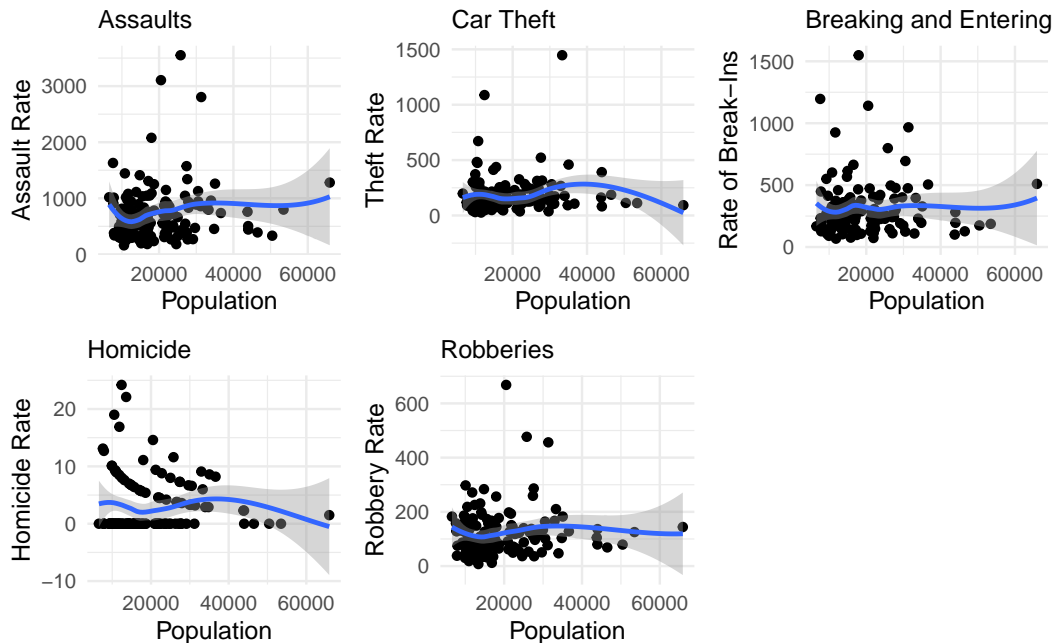 Assaults
Car Theft
Breaking and Entering
Assault Rate
3000
2000
1000
0
20000 40000 60000
Population
Theft Rate
1500
1000
500
0
20000 40000 60000
Population
Rate of Break−Ins
1500
1000
500
0
20000 40000 60000
Population
Homicide
Robberies
Homicide Rate
20
10
0
−10
20000 40000 60000
Population
Robbery Rate
600
400
200
0
20000 40000 60000
Population